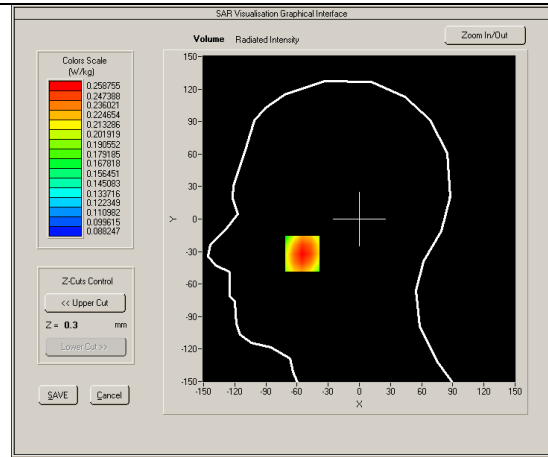 SAR Visualisation Graphical Interface
Volume Radiated Intensity
Zoom In/Out
Colors Scale
(W/kg)
0.258755
0.247388
0.236021
0.224654
0.213286
0.201919
0.190552
0.179185
0.167818
0.156451
0.145083
0.133716
0.122349
0.110982
0.099615
0.088247
Z-Cuts Control
<< Upper Cut
Z = 0.3 mm
Lower Cut >>
SAVE Cancel
150
120
90
60
30
0
-30
-60
-90
-120
-150
Y
-150 -120 -90 -60 -30 0 30 60 90 120 150
X